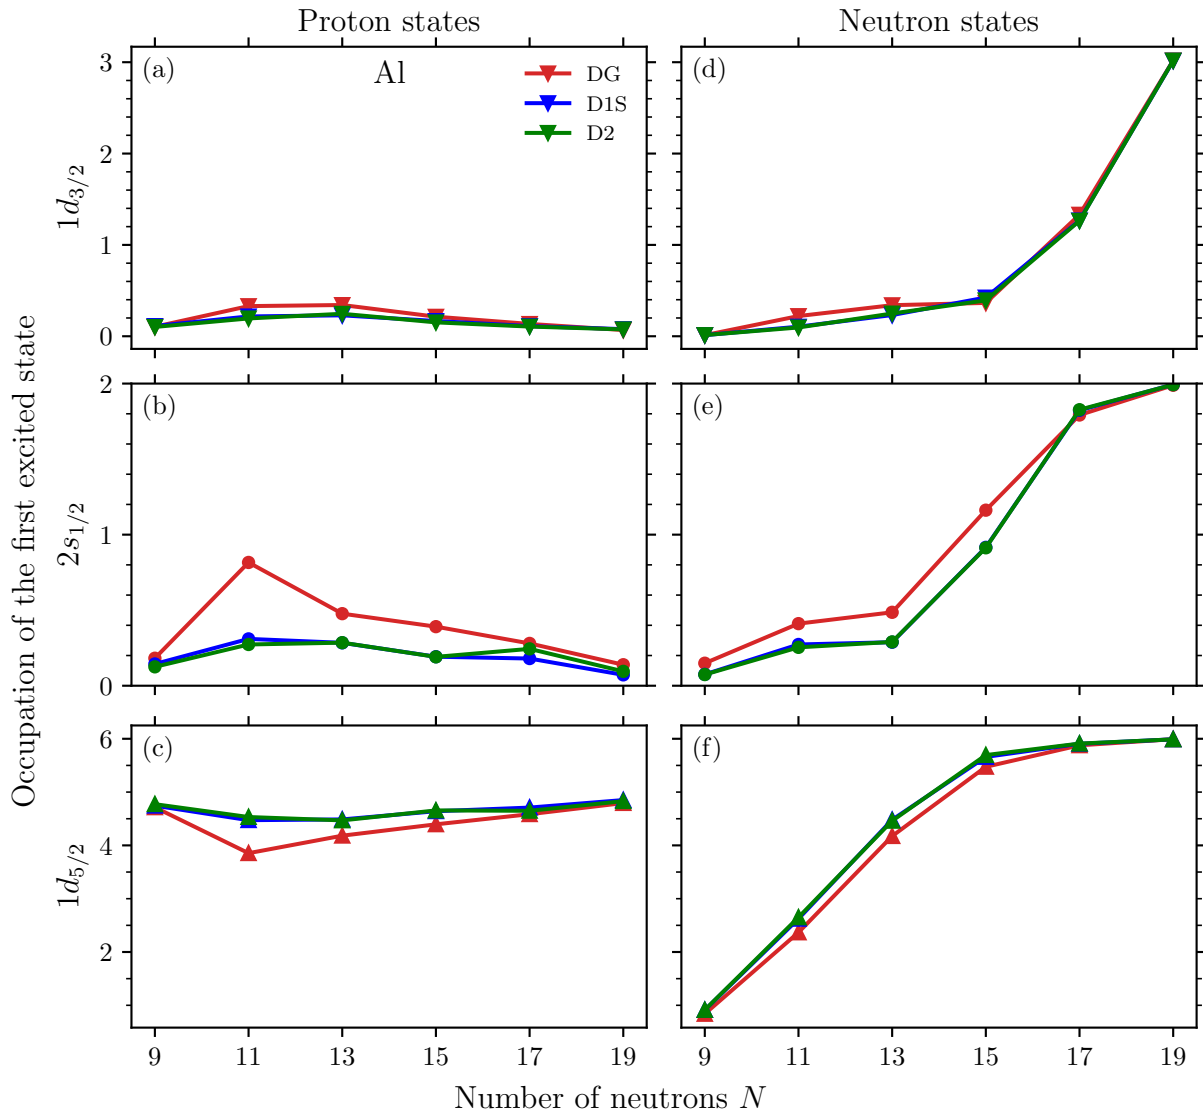 Proton states
Neutron states
(a)
Al
DG
D1S
D2
3
2
1
0
1d3/2
(d)
(b)
2
1
0
2s1/2
(e)
(c)
6
4
2
1d5/2
(f)
Occupation of the first excited state
9 11 13 15 17 19
9 11 13 15 17 19
Number of neutrons N